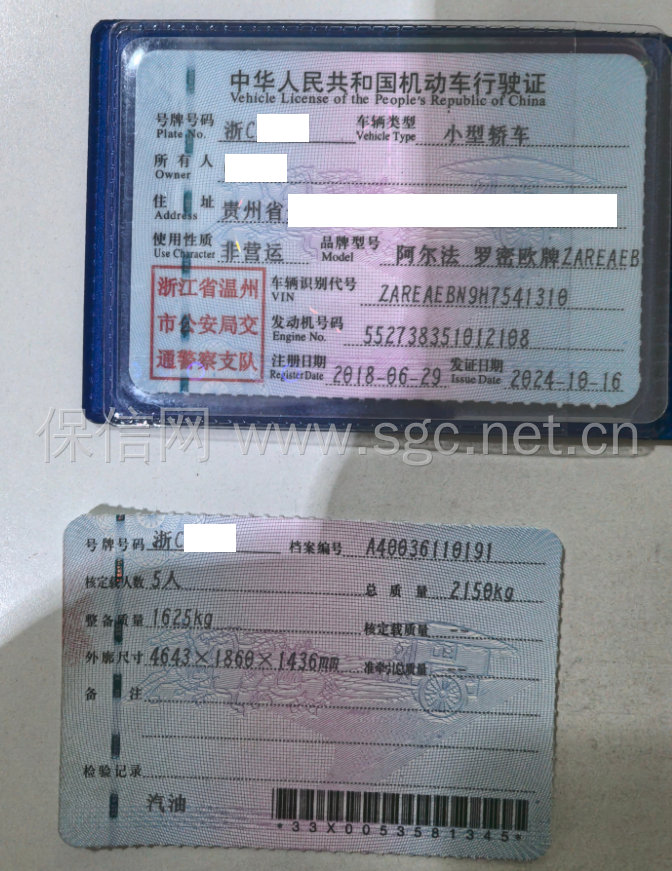 中华人民共和国机动车行驶证
Vehicle License of the People's Republic of China
号牌号码 浙C 车辆类型 小型轿车
Plate No. Vehicle Type
所有人
Owner
住址 贵州省
Address
使用性质 非营运 品牌型号 阿尔法 罗密欧牌ZAREAEB
Use Character Model
浙江省温州
市公安局交
通警察支队
车辆识别代号 ZAREAEBN9H7541310
VIN
发动机号码 552738351012108
Engine No.
注册日期 2018-06-29 发证日期 2024-10-16
Register Date Issue Date
保信网 www.sgc.net.cn
号牌号码 浙C 档案编号 A40036110191
核定载人数 5人 总质量 2150kg
整备质量 1625kg 核定载质量 --
外廓尺寸 4643×1860×1436mm 准牵引总质量 --
备注
检验记录
汽油
*33X0053581345*